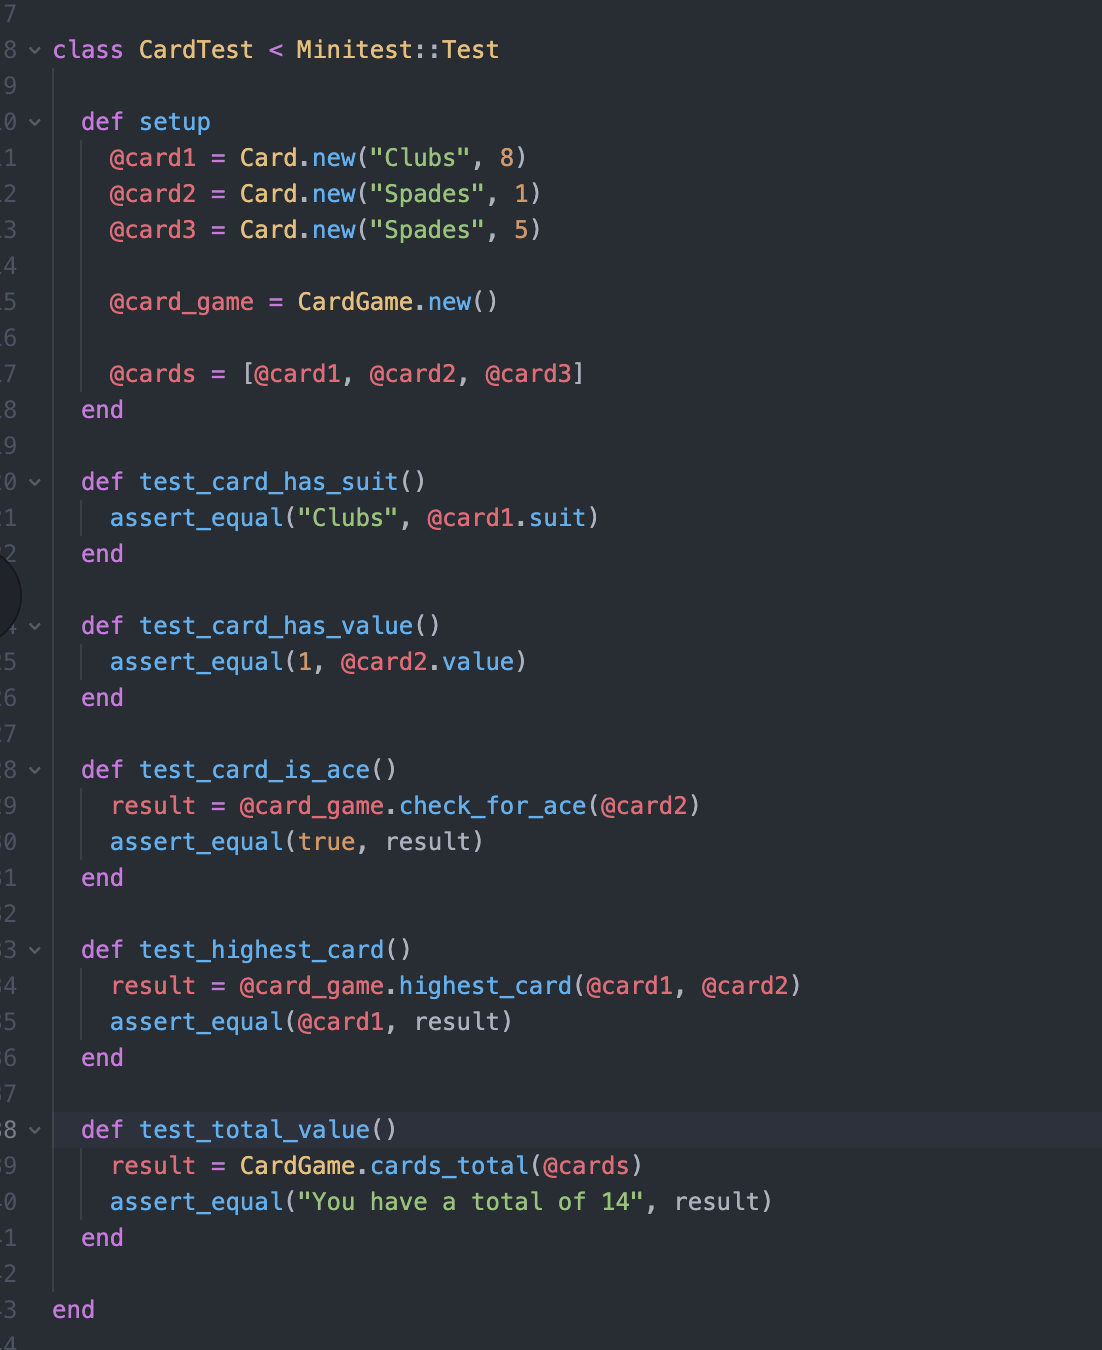 7
8 class CardTest < Minitest::Test
9
0 def setup
1 @card1 = Card.new("Clubs", 8)
2 @card2 = Card.new("Spades", 1)
3 @card3 = Card.new("Spades", 5)
4
5 @card_game = CardGame.new()
6
7 @cards = [@card1, @card2, @card3]
8 end
9
0 def test_card_has_suit()
1 assert_equal("Clubs", @card1.suit)
2 end
4 def test_card_has_value()
5 assert_equal(1, @card2.value)
6 end
7
8 def test_card_is_ace()
9 result = @card_game.check_for_ace(@card2)
0 assert_equal(true, result)
1 end
2
3 def test_highest_card()
4 result = @card_game.highest_card(@card1, @card2)
5 assert_equal(@card1, result)
6 end
7
8 def test_total_value()
9 result = CardGame.cards_total(@cards)
0 assert_equal("You have a total of 14", result)
1 end
2
3 end
4